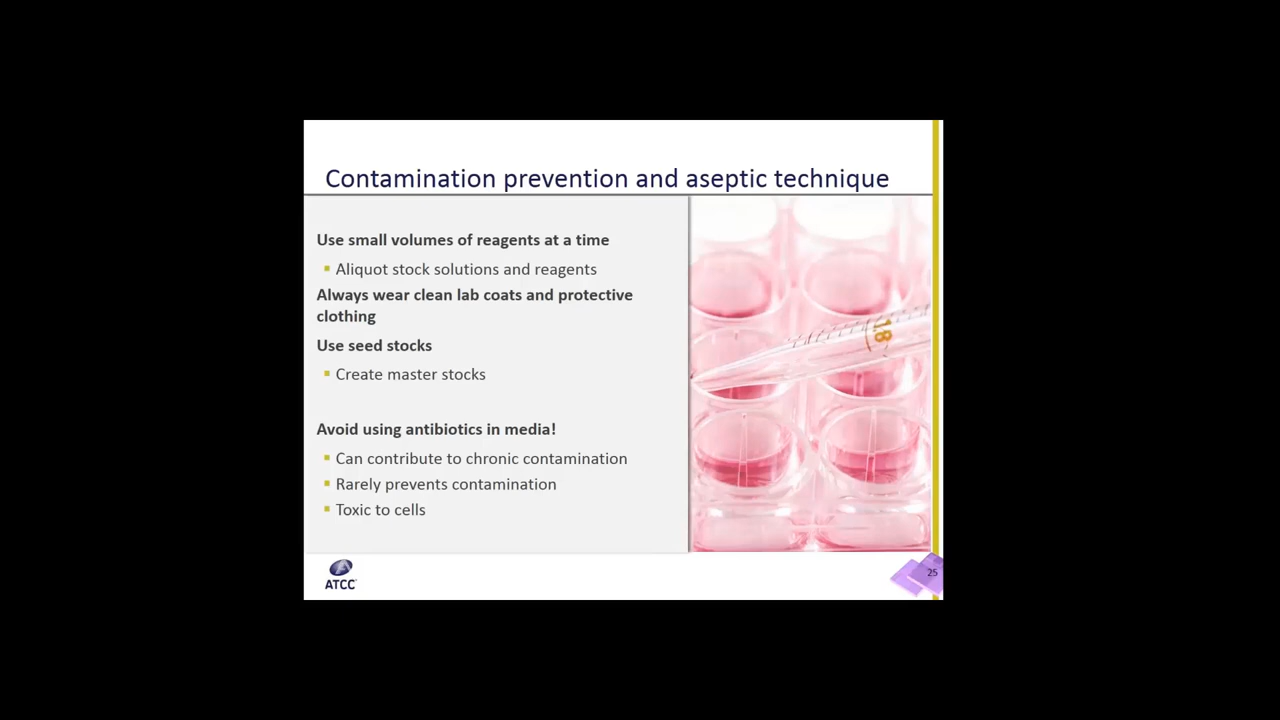 Contamination prevention and aseptic technique
Use small volumes of reagents at a time
▪ Aliquot stock solutions and reagents
Always wear clean lab coats and protective
clothing
Use seed stocks
▪ Create master stocks
Avoid using antibiotics in media!
▪ Can contribute to chronic contamination
▪ Rarely prevents contamination
▪ Toxic to cells
18
ATCC
25